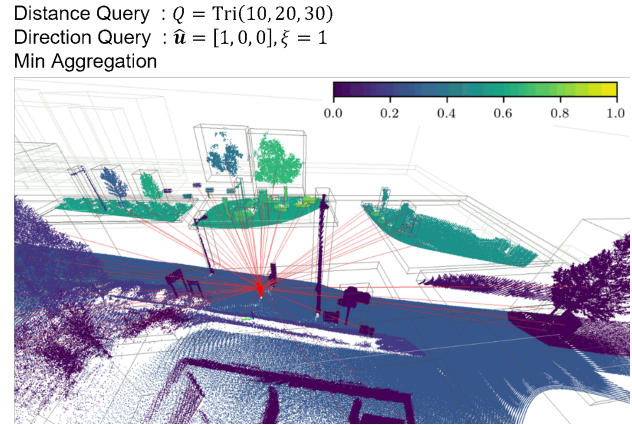 Distance Query : Q = Tri(10, 20, 30)
Direction Query : û = [1, 0, 0], ξ = 1
Min Aggregation
0.0 0.2 0.4 0.6 0.8 1.0